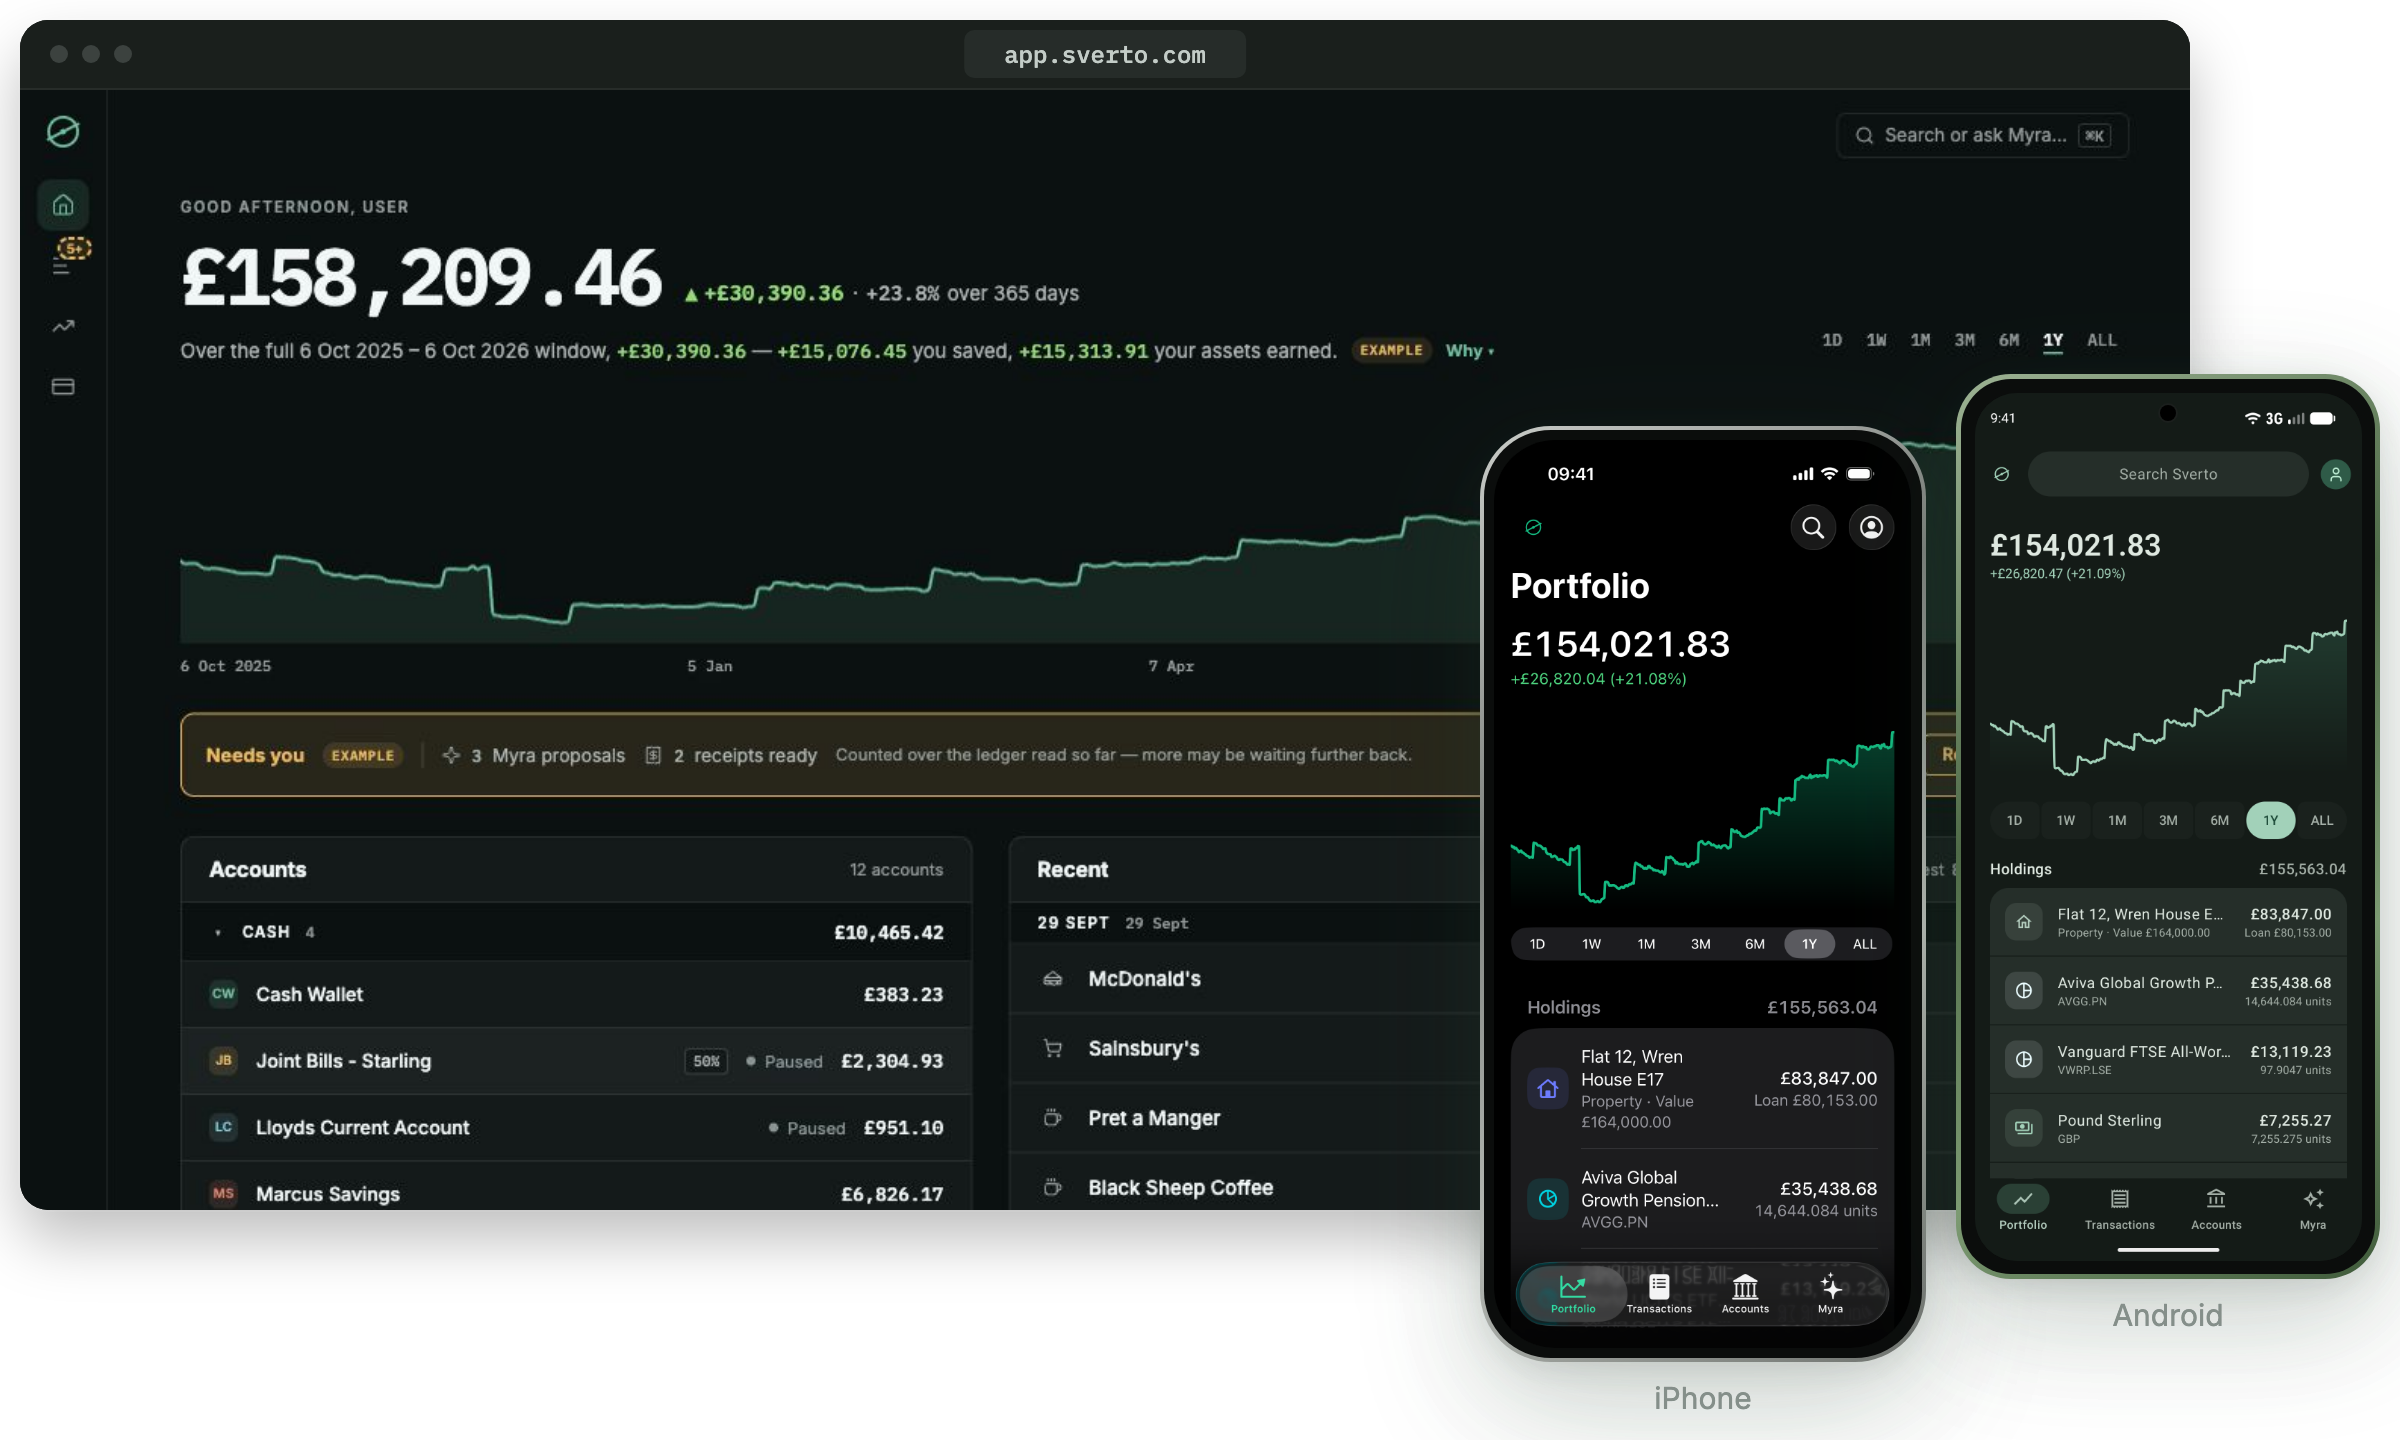 app.sverto.com
Search or ask Myra... ⌘K
GOOD AFTERNOON, USER
5+
£158,209.46 ▲ +£30,390.36 · +23.8% over 365 days
Over the full 6 Oct 2025 – 6 Oct 2026 window, +£30,390.36 — +£15,076.45 you saved, +£15,313.91 your assets earned. EXAMPLE Why ▾
1D 1W 1M 3M 6M 1Y ALL
6 Oct 2025 5 Jan 7 Apr
Needs you EXAMPLE 3 Myra proposals 2 receipts ready Counted over the ledger read so far — more may be waiting further back.
Accounts 12 accounts
▾ CASH 4 £10,465.42
CW Cash Wallet £383.23
JB Joint Bills - Starling 50% Paused £2,304.93
LC Lloyds Current Account Paused £951.10
MS Marcus Savings £6,826.17
Recent
29 SEPT 29 Sept
McDonald's
Sainsbury's
Pret a Manger
Black Sheep Coffee
09:41
Portfolio
£154,021.83
+£26,820.04 (+21.08%)
1D 1W 1M 3M 6M 1Y ALL
Holdings £155,563.04
Flat 12, Wren
House E17
Property · Value
£164,000.00
£83,847.00
Loan £80,153.00
Aviva Global
Growth Pension...
AVGG.PN
£35,438.68
14,644.084 units
Portfolio Transactions Accounts Myra
iPhone
9:41 3G
Search Sverto
£154,021.83
+£26,820.47 (+21.09%)
1D 1W 1M 3M 6M 1Y ALL
Holdings £155,563.04
Flat 12, Wren House E... £83,847.00
Property · Value £164,000.00 Loan £80,153.00
Aviva Global Growth P... £35,438.68
AVGG.PN 14,644.084 units
Vanguard FTSE All-Wor... £13,119.23
VWRP.LSE 97.9047 units
Pound Sterling £7,255.27
GBP 7,255.275 units
Portfolio Transactions Accounts Myra
Android